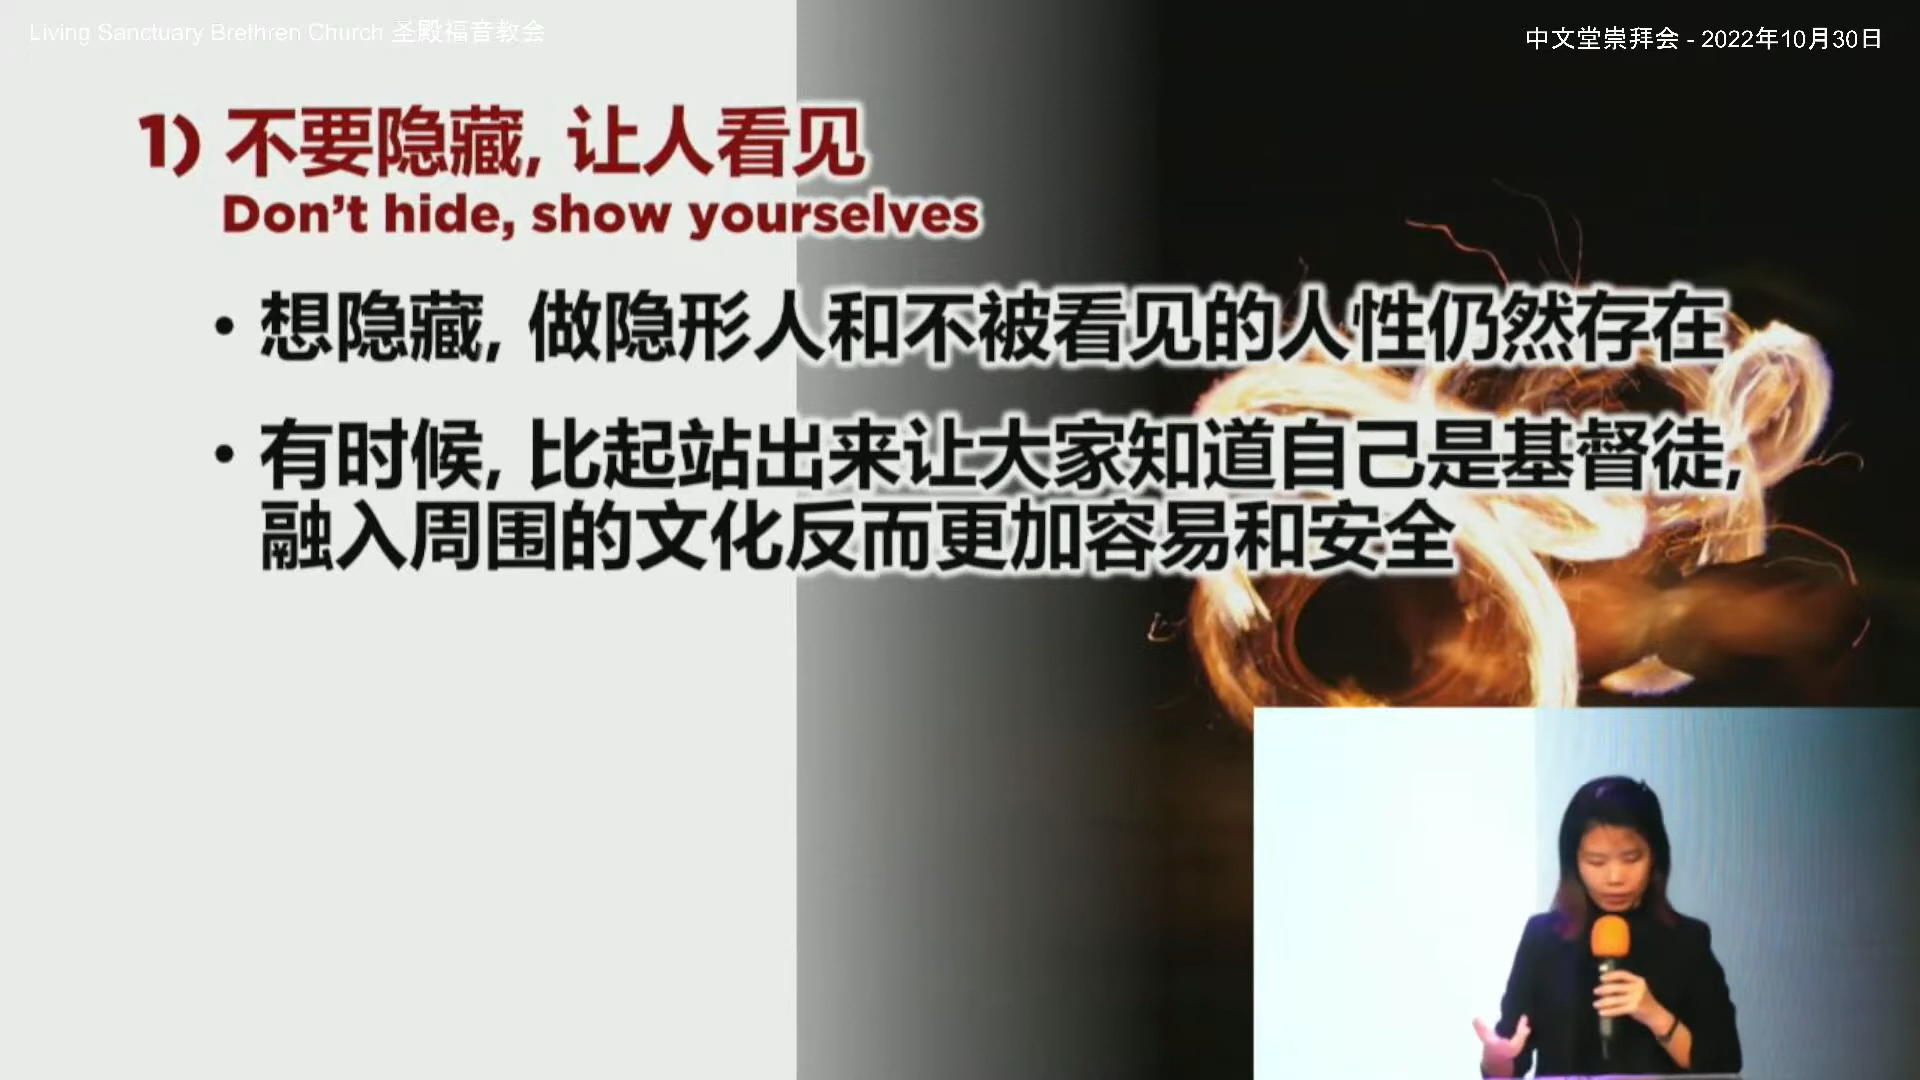 Living Sanctuary Brethren Church 圣殿福音教会
中文堂崇拜会 - 2022年10月30日
1) 不要隐藏, 让人看见
Don't hide, show yourselves
• 想隐藏, 做隐形人和不被看见的人性仍然存在
• 有时候, 比起站出来让大家知道自己是基督徒,
融入周围的文化反而更加容易和安全